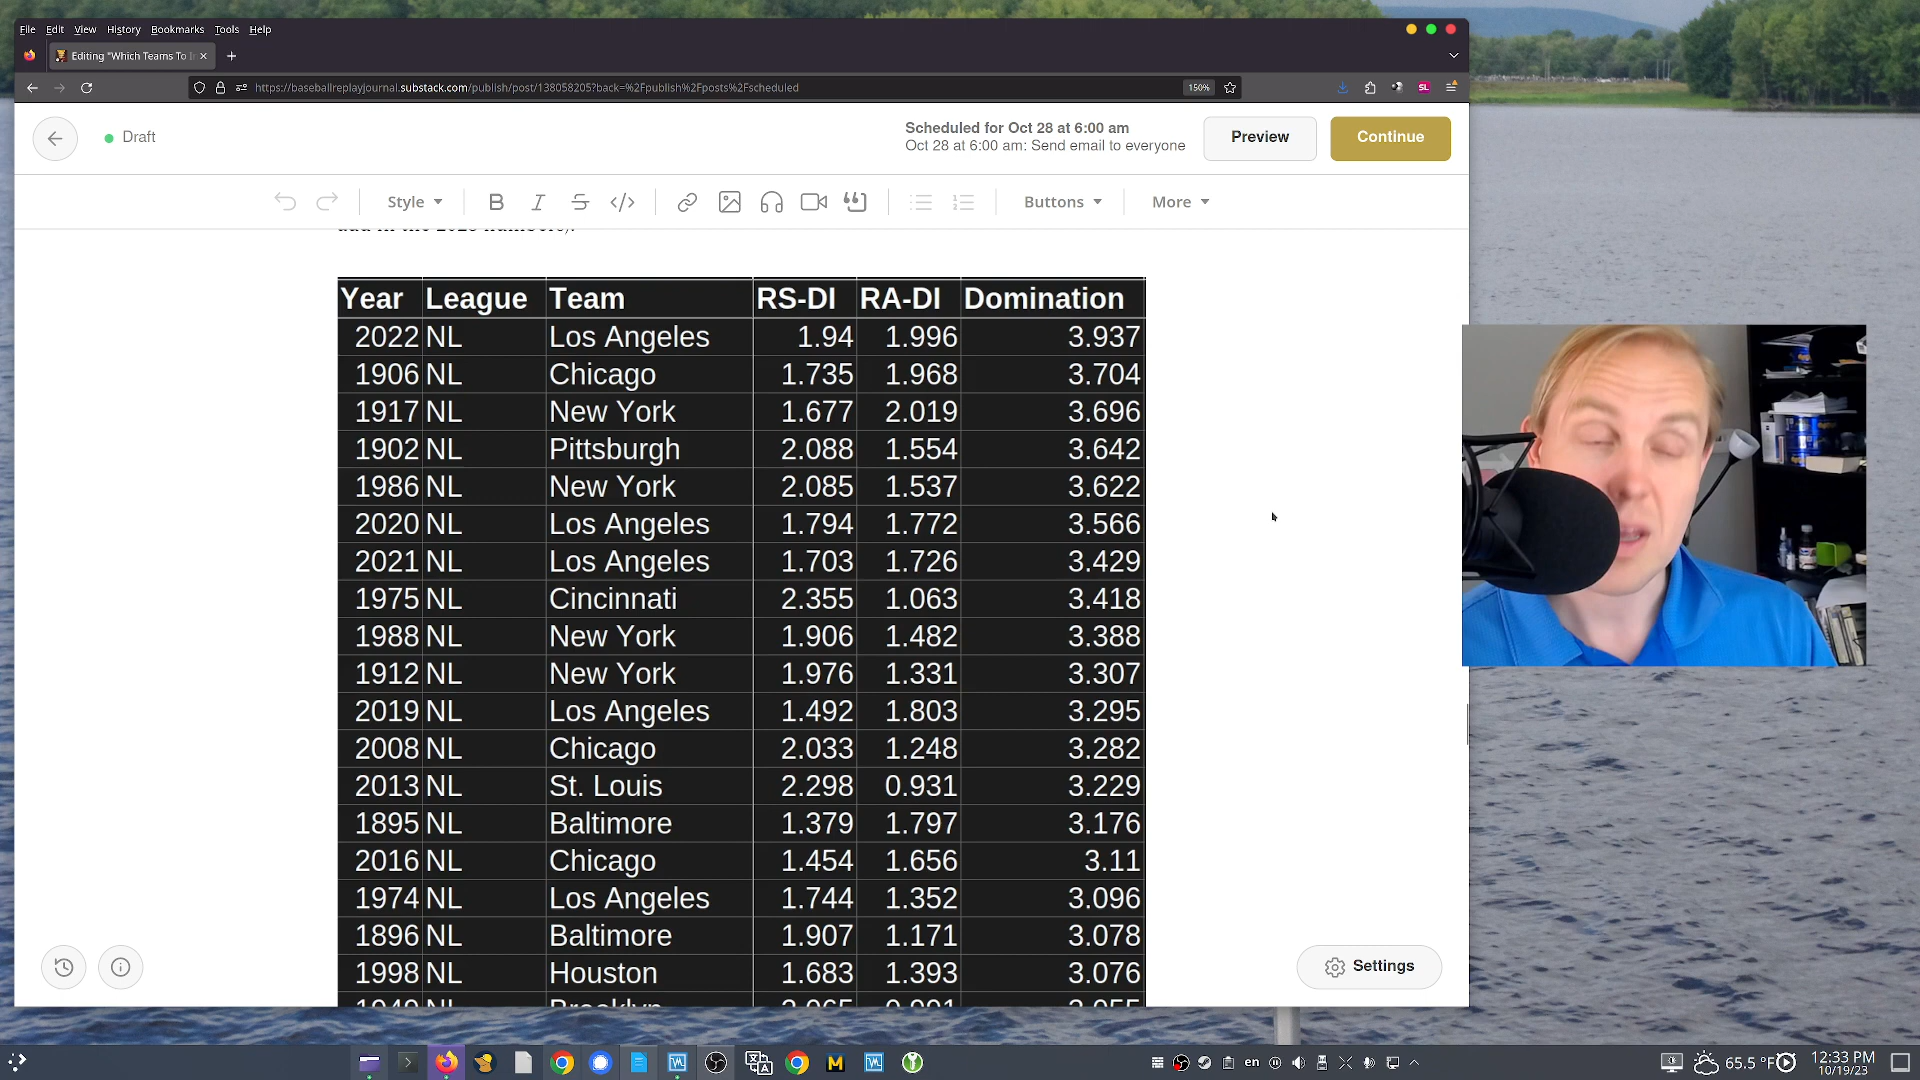 File Edit View History Bookmarks Tools Help
Editing "Which Teams To I
https://baseballreplayjournal.substack.com/publish/post/138058205?back=%2Fpublish%2Fposts%2Fscheduled
150%
Draft
Scheduled for Oct 28 at 6:00 am
Oct 28 at 6:00 am: Send email to everyone
Preview
Continue
Style
Buttons
More
add in the 2023 numbers).
Year League Team RS-DI RA-DI Domination
2022 NL Los Angeles 1.94 1.996 3.937
1906 NL Chicago 1.735 1.968 3.704
1917 NL New York 1.677 2.019 3.696
1902 NL Pittsburgh 2.088 1.554 3.642
1986 NL New York 2.085 1.537 3.622
2020 NL Los Angeles 1.794 1.772 3.566
2021 NL Los Angeles 1.703 1.726 3.429
1975 NL Cincinnati 2.355 1.063 3.418
1988 NL New York 1.906 1.482 3.388
1912 NL New York 1.976 1.331 3.307
2019 NL Los Angeles 1.492 1.803 3.295
2008 NL Chicago 2.033 1.248 3.282
2013 NL St. Louis 2.298 0.931 3.229
1895 NL Baltimore 1.379 1.797 3.176
2016 NL Chicago 1.454 1.656 3.11
1974 NL Los Angeles 1.744 1.352 3.096
1896 NL Baltimore 1.907 1.171 3.078
1998 NL Houston 1.683 1.393 3.076
NL Brooklyn
Settings
en
65.5 °F
12:33 PM
10/19/23